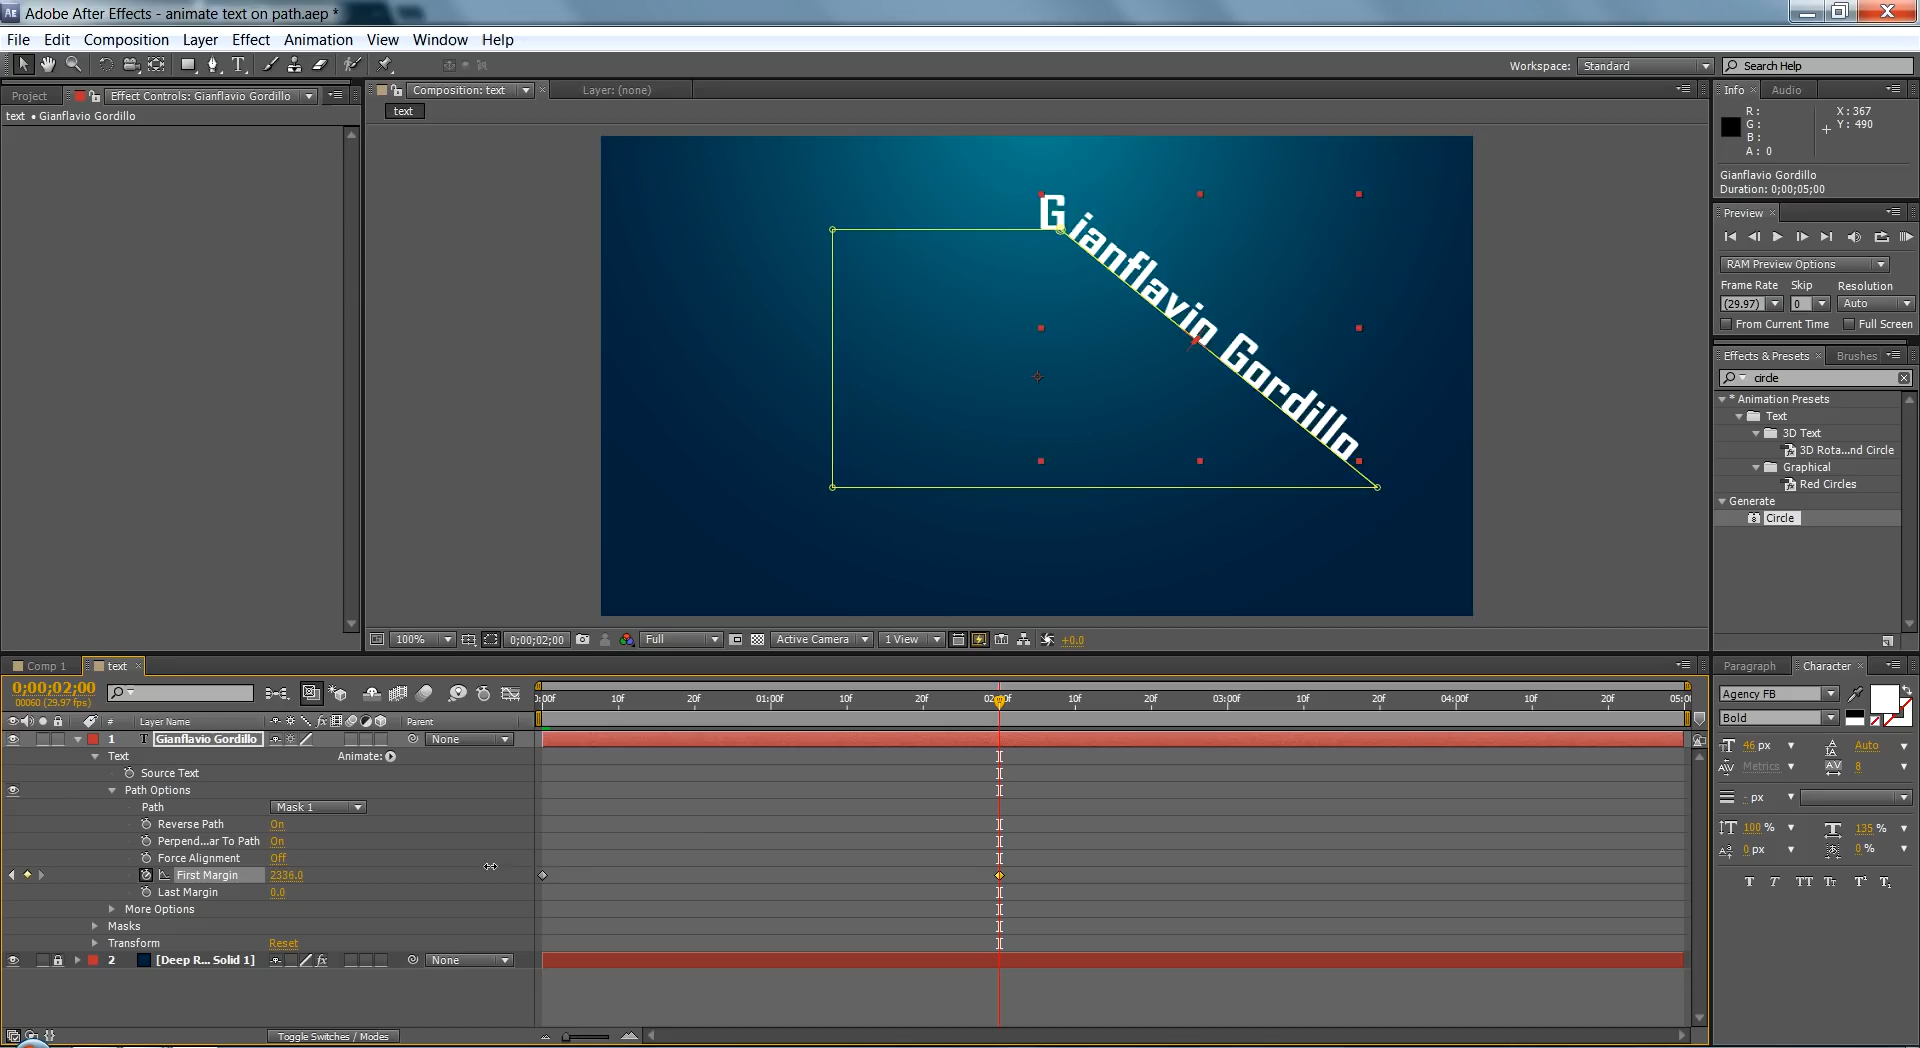 Adobe After Effects - animate text on path.aep *
File Edit Composition Layer Effect Animation View Window Help
Workspace: Standard Search Help
Project Effect Controls: Gianflavio Gordillo
Composition: text Layer: (none)
Info Audio
text • Gianflavio Gordillo
text
R :
G :
B :
A : 0
X : 367
Y : 490
Gianflavio Gordillo
Duration: 0;00;05;00
Preview
RAM Preview Options
Frame Rate Skip Resolution
(29.97) 0 Auto
From Current Time Full Screen
Effects & Presets Brushes
circle
* Animation Presets
Text
3D Text
3D Rota...nd Circle
Graphical
Red Circles
Generate
Circle
Gianflavio Gordillo
100% 0;00;02;00 Full Active Camera 1 View +0.0
Comp 1 text
0;00;02;00
00060 (29.97 fps)
0:00f 10f 20f 01:00f 10f 20f 02:00f 10f 20f 03:00f 10f 20f 04:00f 10f 20f 05:0
# Layer Name Parent
1 T Gianflavio Gordillo None
Text Animate:
Source Text
Path Options
Path Mask 1
Reverse Path On
Perpend...ar To Path On
Force Alignment Off
First Margin 2336.0
Last Margin 0.0
More Options
Masks
Transform Reset
2 [Deep R... Solid 1] None
Toggle Switches / Modes
Paragraph Character
Agency FB
Bold
46 px Auto
Metrics 8
- px
100 % 135 %
0 px 0 %
T T TT Tт T¹ T₁